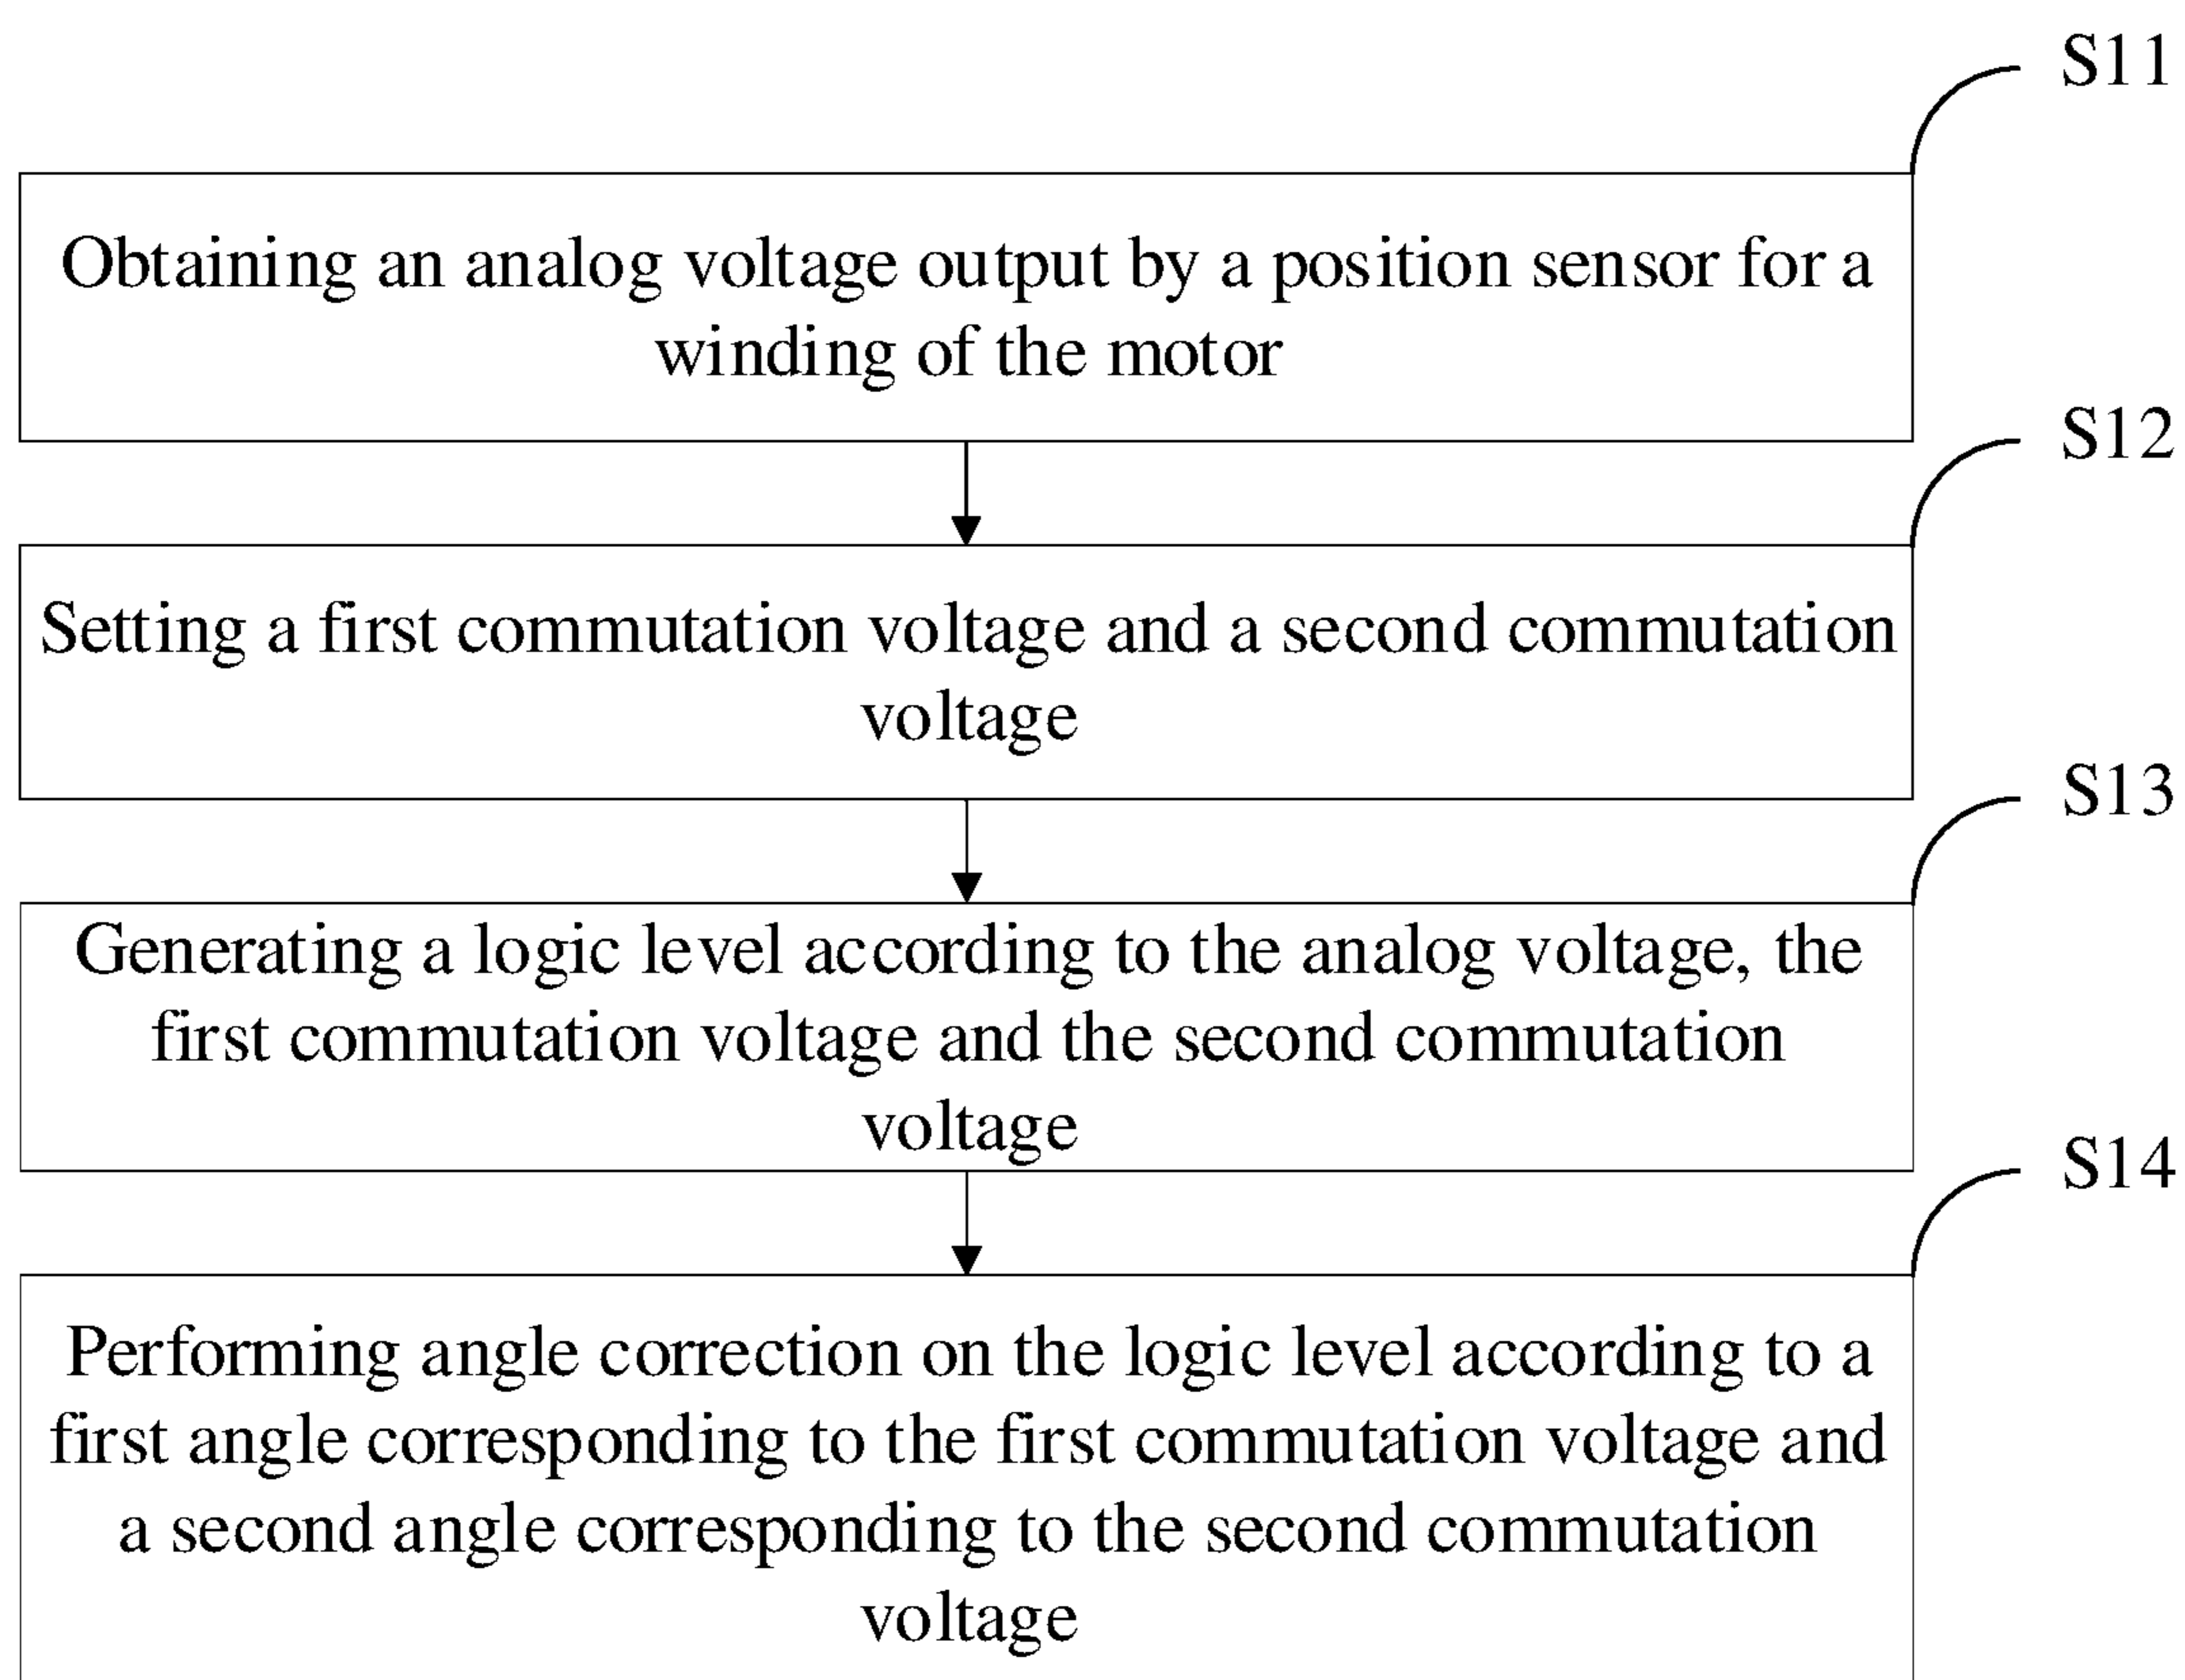 S11
Obtaining an analog voltage output by a position sensor for a
winding of the motor
S12
Setting a first commutation voltage and a second commutation
voltage
S13
Generating a logic level according to the analog voltage, the
first commutation voltage and the second commutation
voltage
S14
Performing angle correction on the logic level according to a
first angle corresponding to the first commutation voltage and
a second angle corresponding to the second commutation
voltage